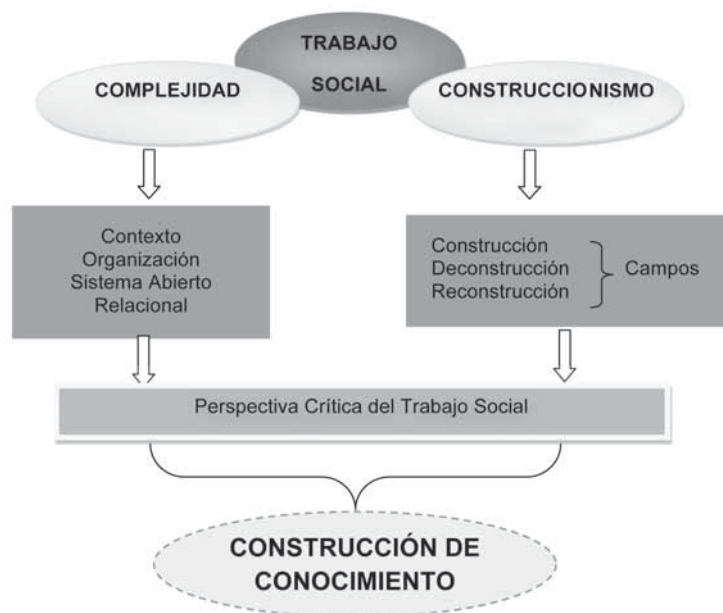 TRABAJO
SOCIAL
COMPLEJIDAD
CONSTRUCCIONISMO
Contexto
Organización
Sistema Abierto
Relacional
Construcción
Deconstrucción
Reconstrucción
Campos
Perspectiva Crítica del Trabajo Social
CONSTRUCCIÓN DE
CONOCIMIENTO